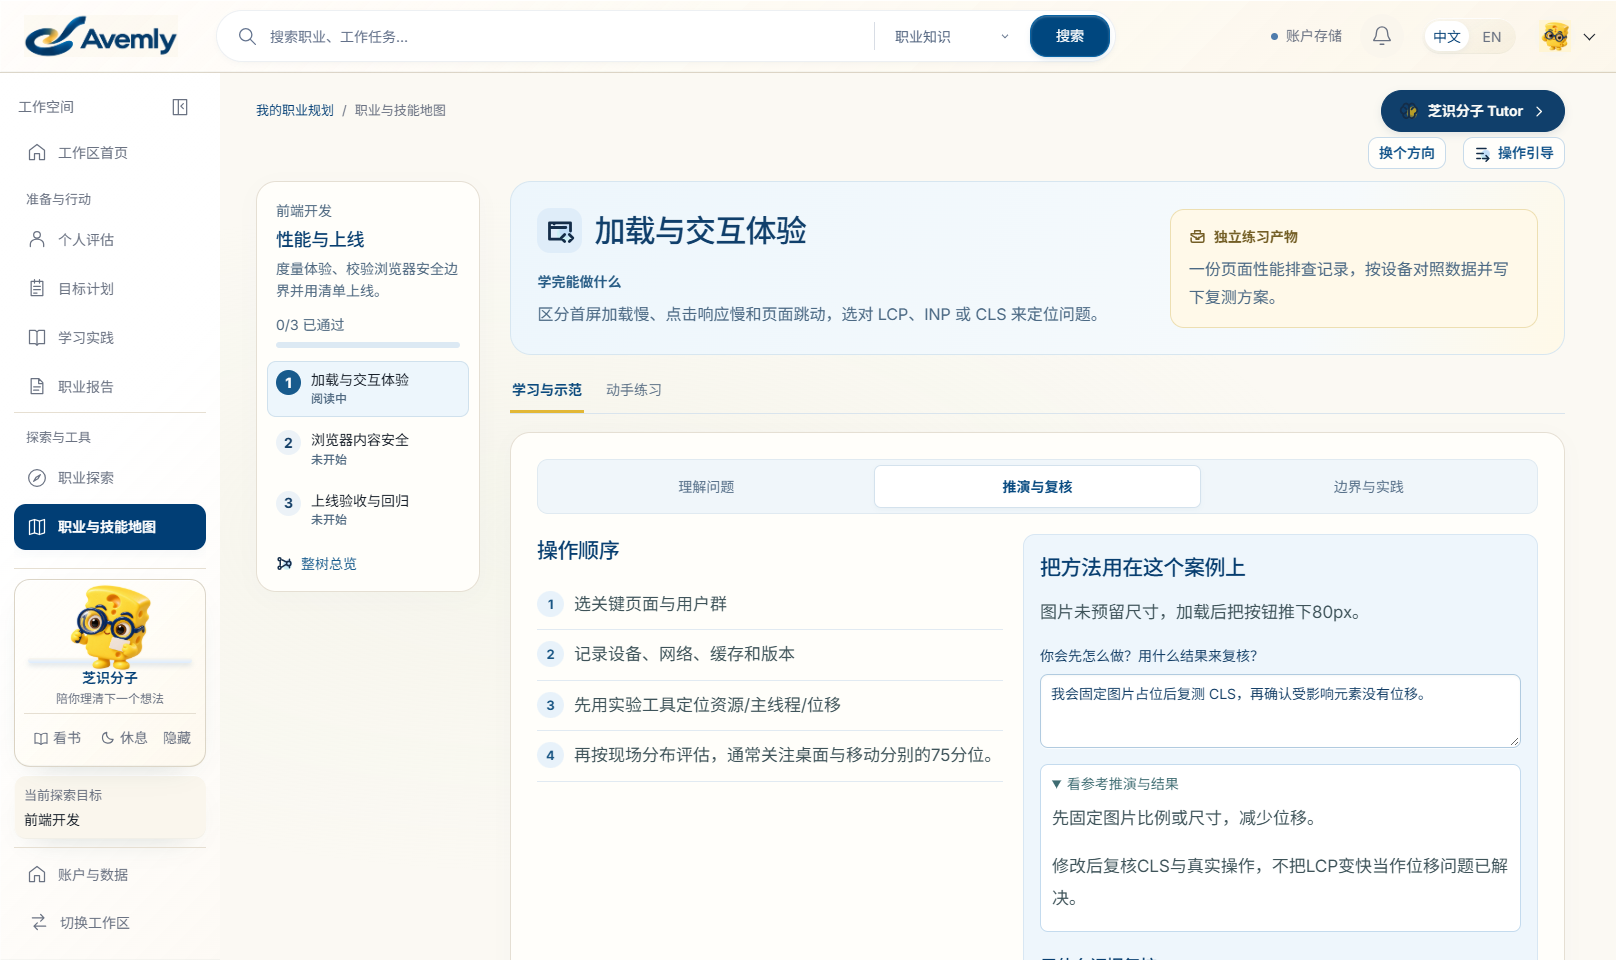 Avemly
搜索职业、工作任务...
职业知识
搜索
账户存储
中文
EN
工作空间
工作区首页
准备与行动
个人评估
目标计划
学习实践
职业报告
探索与工具
职业探索
职业与技能地图
芝识分子
陪你理清下一个想法
看书
休息
隐藏
当前探索目标
前端开发
账户与数据
切换工作区
我的职业规划 / 职业与技能地图
芝识分子 Tutor
换个方向
操作引导
前端开发
性能与上线
度量体验、校验浏览器安全边
界并用清单上线。
0/3 已通过
1
加载与交互体验
阅读中
2
浏览器内容安全
未开始
3
上线验收与回归
未开始
整树总览
加载与交互体验
学完能做什么
区分首屏加载慢、点击响应慢和页面跳动，选对 LCP、INP 或 CLS 来定位问题。
独立练习产物
一份页面性能排查记录，按设备对照数据并写
下复测方案。
学习与示范
动手练习
理解问题
推演与复核
边界与实践
操作顺序
1 选关键页面与用户群
2 记录设备、网络、缓存和版本
3 先用实验工具定位资源/主线程/位移
4 再按现场分布评估，通常关注桌面与移动分别的75分位。
把方法用在这个案例上
图片未预留尺寸，加载后把按钮推下80px。
你会先怎么做？用什么结果来复核？
我会固定图片占位后复测 CLS，再确认受影响元素没有位移。
▼ 看参考推演与结果
先固定图片比例或尺寸，减少位移。
修改后复核CLS与真实操作，不把LCP变快当作位移问题已解
决。